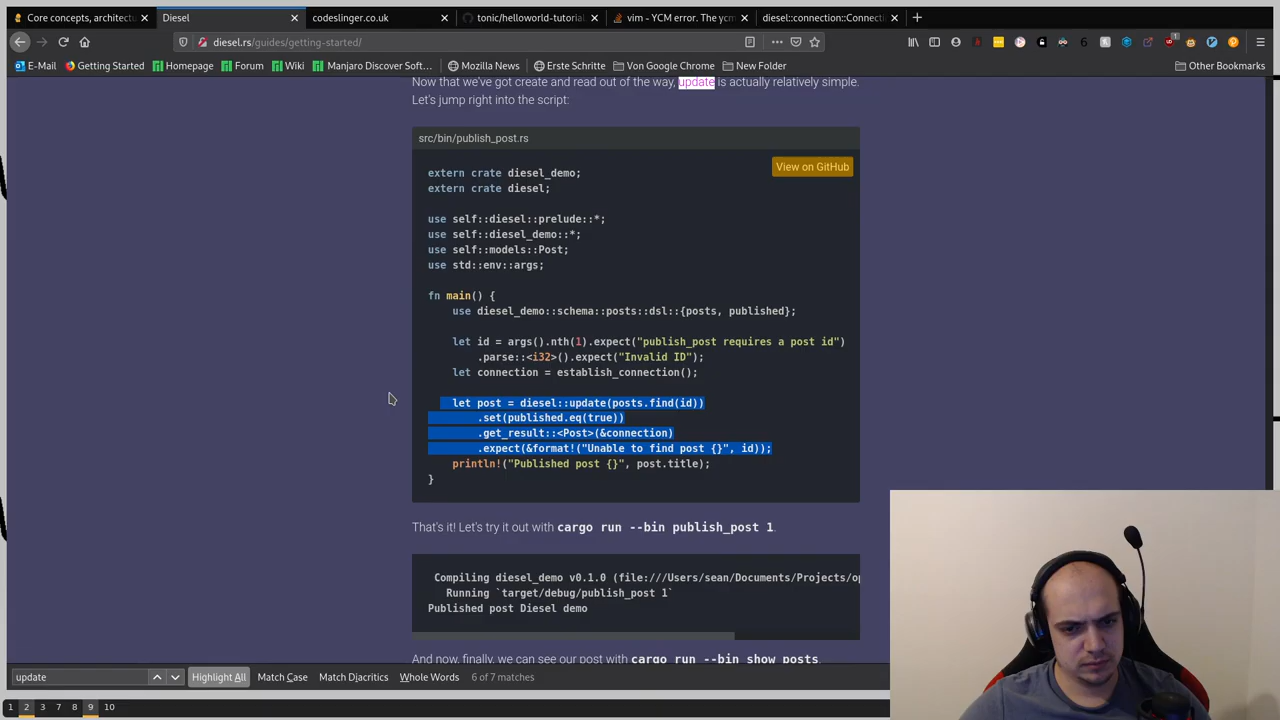 Core concepts, architectu
Diesel
codeslinger.co.uk
tonic/helloworld-tutorial.
vim - YCM error. The ycm
diesel::connection::Connecti
diesel.rs/guides/getting-started/
E-Mail
Getting Started
Homepage
Forum
Wiki
Manjaro Discover Soft...
Mozilla News
Erste Schritte
Von Google Chrome
New Folder
Other Bookmarks
Now that we've got create and read out of the way, update is actually relatively simple.
Let's jump right into the script:
src/bin/publish_post.rs
View on GitHub
extern crate diesel_demo;
extern crate diesel;
use self::diesel::prelude::*;
use self::diesel_demo::*;
use self::models::Post;
use std::env::args;
fn main() {
use diesel_demo::schema::posts::dsl::{posts, published};
let id = args().nth(1).expect("publish_post requires a post id")
.parse::<i32>().expect("Invalid ID");
let connection = establish_connection();
let post = diesel::update(posts.find(id))
.set(published.eq(true))
.get_result::<Post>(&connection)
.expect(&format!("Unable to find post {}", id));
println!("Published post {}", post.title);
}
That's it! Let's try it out with cargo run --bin publish_post 1.
Compiling diesel_demo v0.1.0 (file:///Users/sean/Documents/Projects/op
Running `target/debug/publish_post 1`
Published post Diesel demo
And now, finally, we can see our post with cargo run --bin show_posts.
update
Highlight All
Match Case
Match Diacritics
Whole Words
6 of 7 matches
1 2 3 7 8 9 10